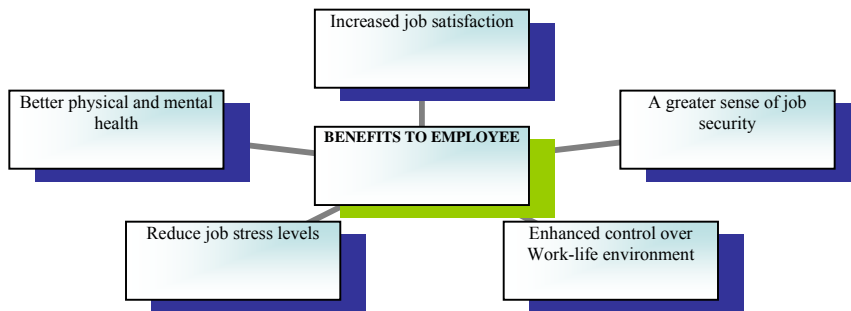 Increased job satisfaction
Better physical and mental
health
A greater sense of job
security
BENEFITS TO EMPLOYEE
Reduce job stress levels
Enhanced control over
Work-life environment